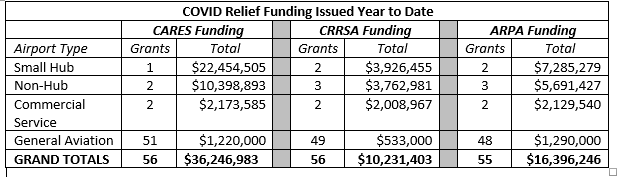 COVID Relief Funding Issued Year to Date
CARES Funding CRRSA Funding ARPA Funding
Airport Type Grants Total Grants Total Grants Total
Small Hub 1 $22,454,505 2 $3,926,455 2 $7,285,279
Non-Hub 2 $10,398,893 3 $3,762,981 3 $5,691,427
Commercial 2 $2,173,585 2 $2,008,967 2 $2,129,540
Service
General Aviation 51 $1,220,000 49 $533,000 48 $1,290,000
GRAND TOTALS 56 $36,246,983 56 $10,231,403 55 $16,396,246